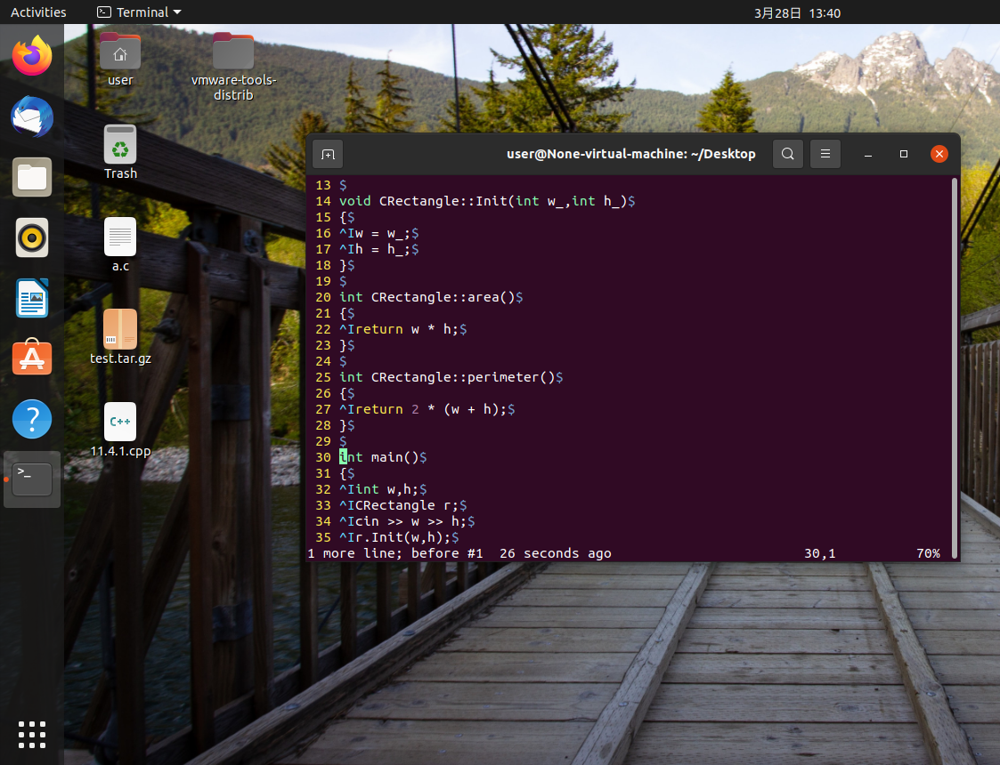 Activities
Terminal
3月28日 13:40
user
vmware-tools-
distrib
Trash
a.c
test.tar.gz
C++
11.4.1.cpp
user@None-virtual-machine: ~/Desktop
13 $
14 void CRectangle::Init(int w_,int h_)$
15 {$
16 ^Iw = w_;$
17 ^Ih = h_;$
18 }$
19 $
20 int CRectangle::area()$
21 {$
22 ^Ireturn w * h;$
23 }$
24 $
25 int CRectangle::perimeter()$
26 {$
27 ^Ireturn 2 * (w + h);$
28 }$
29 $
30 int main()$
31 {$
32 ^Iint w,h;$
33 ^ICRectangle r;$
34 ^Icin >> w >> h;$
35 ^Ir.Init(w,h);$
1 more line; before #1  26 seconds ago 30,1 70%